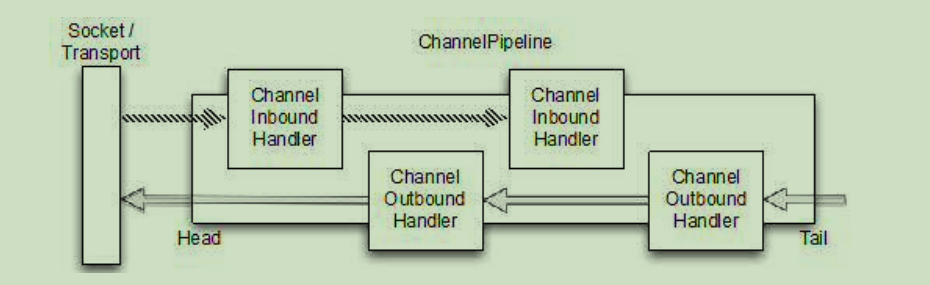 Socket /
Transport
ChannelPipeline
Channel
Inbound
Handler
Channel
Inbound
Handler
Channel
Outbound
Handler
Channel
Outbound
Handler
Head
Tail